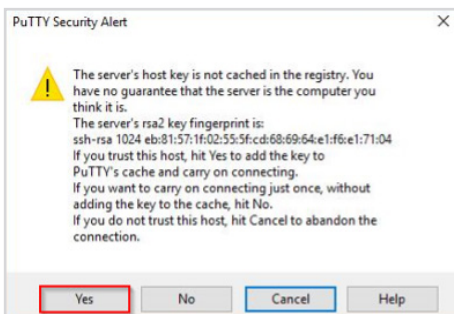 PuTTY Security Alert
The server's host key is not cached in the registry. You
have no guarantee that the server is the computer you
think it is.
The server's rsa2 key fingerprint is:
ssh-rsa 1024 eb:81:57:1f:02:55:5f:cd:68:69:64:e1:f6:e1:71:04
If you trust this host, hit Yes to add the key to
PuTTY's cache and carry on connecting.
If you want to carry on connecting just once, without
adding the key to the cache, hit No.
If you do not trust this host, hit Cancel to abandon the
connection.
Yes No Cancel Help